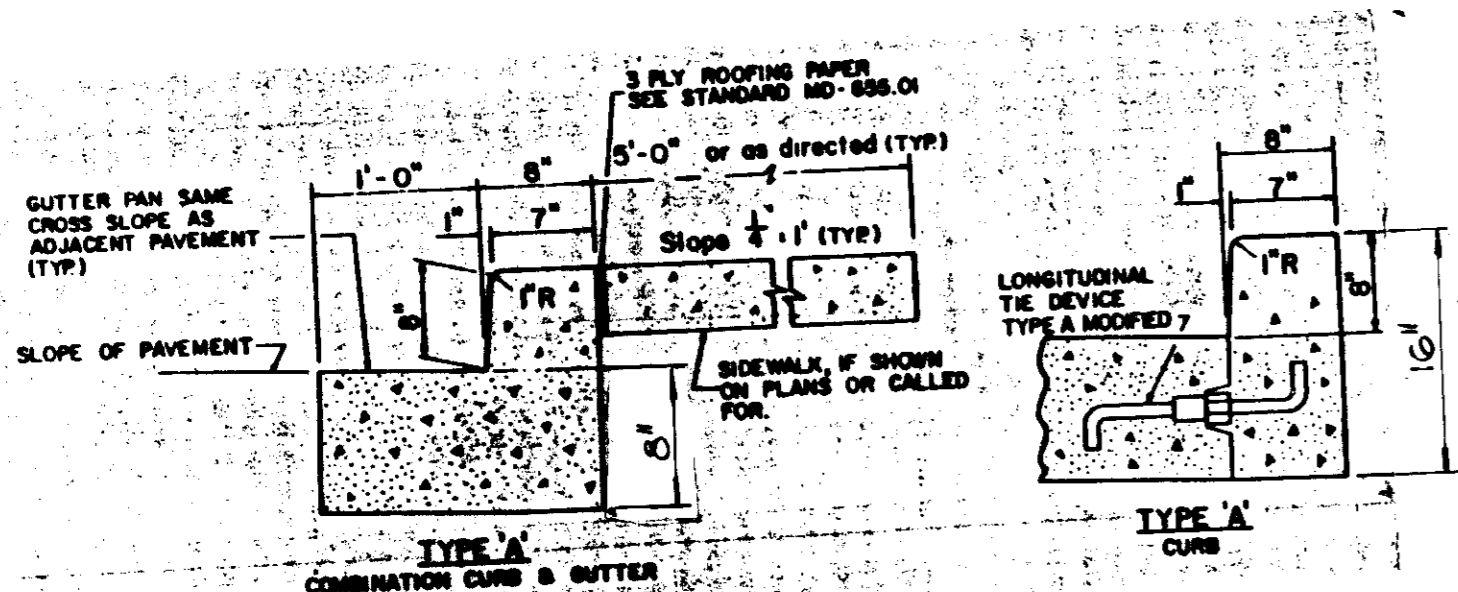 3 PLY ROOFING PAPER
SEE STANDARD MD-655.01
5'-0" or as directed (TYP.)
1'-0"
8"
1"
7"
GUTTER PAN SAME
CROSS SLOPE AS
ADJACENT PAVEMENT
(TYP.)
Slope 1/4" : 1' (TYP.)
1"R
8"
SLOPE OF PAVEMENT
SIDEWALK, IF SHOWN
ON PLANS OR CALLED
FOR.
8"
TYPE 'A'
COMBINATION CURB & GUTTER
8"
1"
7"
1"R
8"
16"
LONGITUDINAL
TIE DEVICE
TYPE A MODIFIED
TYPE 'A'
CURB